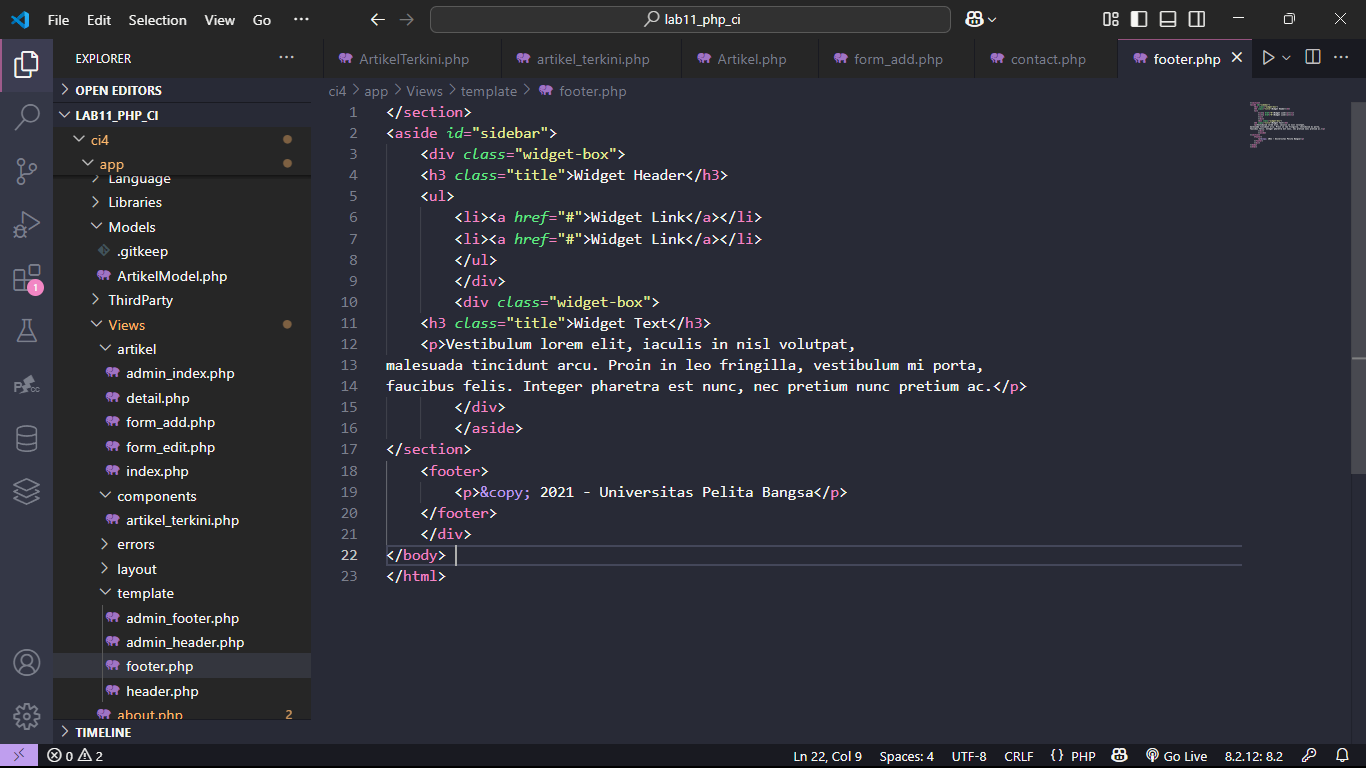 File Edit Selection View Go ···
lab11_php_ci
EXPLORER ···
ArtikelTerkini.php artikel_terkini.php Artikel.php form_add.php contact.php footer.php ···
OPEN EDITORS
LAB11_PHP_CI
ci4
app
Language
Libraries
Models
.gitkeep
ArtikelModel.php
ThirdParty
Views
artikel
admin_index.php
detail.php
form_add.php
form_edit.php
index.php
components
artikel_terkini.php
errors
layout
template
admin_footer.php
admin_header.php
footer.php
header.php
about.php 2
TIMELINE
1
ci4 > app > Views > template > footer.php
1 </section>
2 <aside id="sidebar">
3 <div class="widget-box">
4 <h3 class="title">Widget Header</h3>
5 <ul>
6 <li><a href="#">Widget Link</a></li>
7 <li><a href="#">Widget Link</a></li>
8 </ul>
9 </div>
10 <div class="widget-box">
11 <h3 class="title">Widget Text</h3>
12 <p>Vestibulum lorem elit, iaculis in nisl volutpat,
13 malesuada tincidunt arcu. Proin in leo fringilla, vestibulum mi porta,
14 faucibus felis. Integer pharetra est nunc, nec pretium nunc pretium ac.</p>
15 </div>
16 </aside>
17 </section>
18 <footer>
19 <p>&copy; 2021 - Universitas Pelita Bangsa</p>
20 </footer>
21 </div>
22 </body>
23 </html>
0 2 Ln 22, Col 9 Spaces: 4 UTF-8 CRLF {} PHP Go Live 8.2.12: 8.2